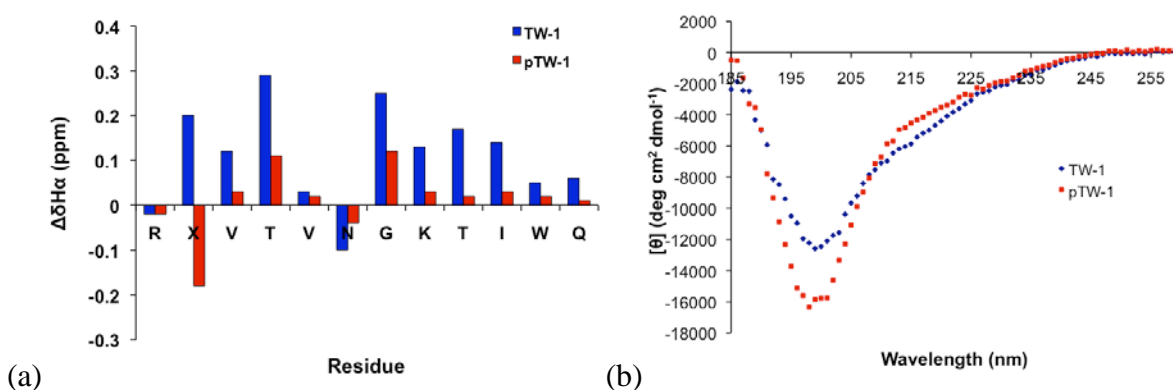 0.4
0.3
0.2
0.1
0
-0.1
-0.2
-0.3
ΔδHα (ppm)
TW-1
pTW-1
R X V T V N G K T I W Q
Residue
(a)
2000
0
-2000
-4000
-6000
-8000
-10000
-12000
-14000
-16000
-18000
[θ] (deg cm² dmol⁻¹)
185 195 205 215 225 235 245 255
TW-1
pTW-1
Wavelength (nm)
(b)